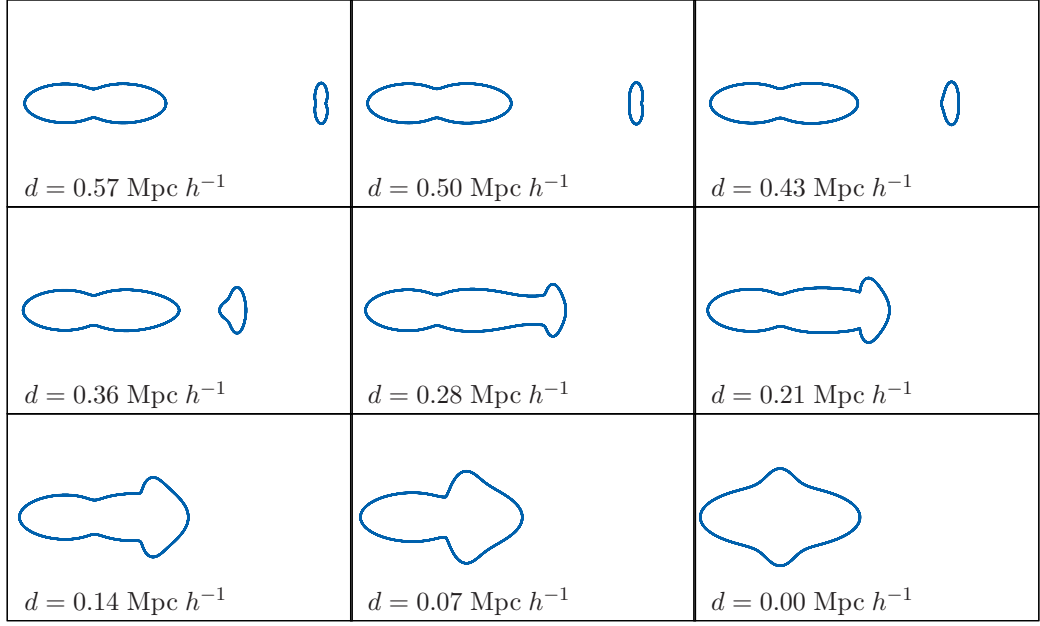 d = 0.57 Mpc h⁻¹
d = 0.50 Mpc h⁻¹
d = 0.43 Mpc h⁻¹
d = 0.36 Mpc h⁻¹
d = 0.28 Mpc h⁻¹
d = 0.21 Mpc h⁻¹
d = 0.14 Mpc h⁻¹
d = 0.07 Mpc h⁻¹
d = 0.00 Mpc h⁻¹